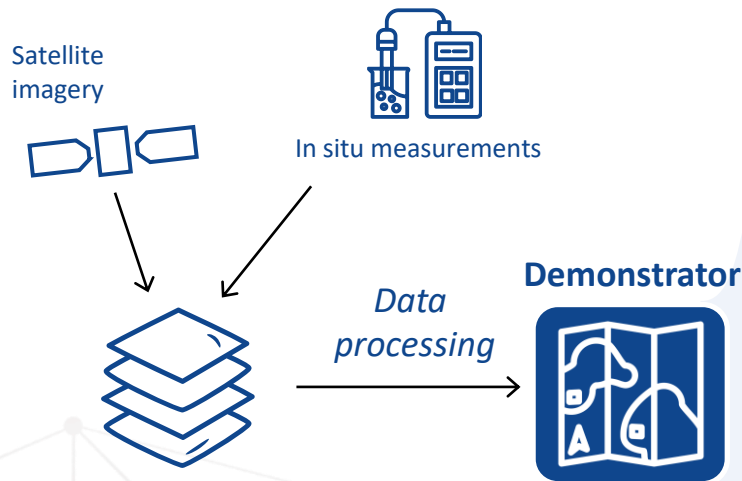 Satellite
imagery
In situ measurements
Data
processing
Demonstrator